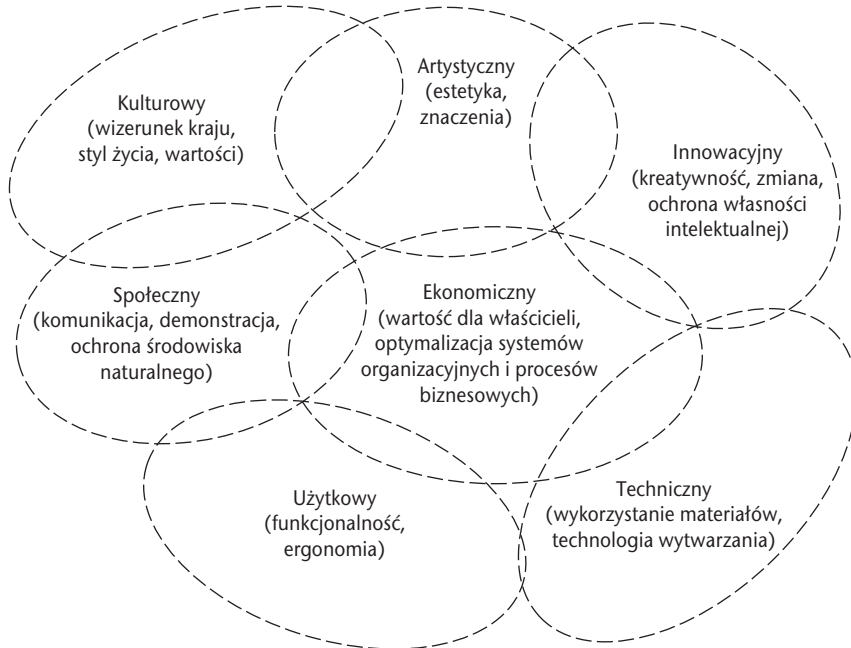 Kulturowy
(wizerunek kraju,
styl życia, wartości)
Artystyczny
(estetyka,
znaczenia)
Innowacyjny
(kreatywność, zmiana,
ochrona własności
intelektualnej)
Społeczny
(komunikacja, demonstracja,
ochrona środowiska
naturalnego)
Ekonomiczny
(wartość dla właścicieli,
optymalizacja systemów
organizacyjnych i procesów
biznesowych)
Użytkowy
(funkcjonalność,
ergonomia)
Techniczny
(wykorzystanie materiałów,
technologia wytwarzania)